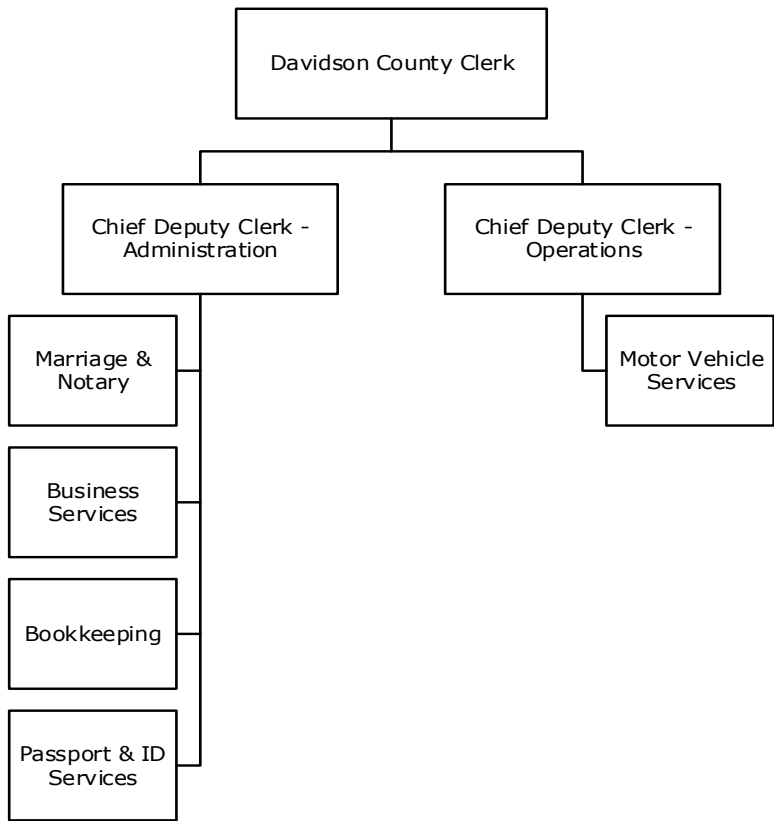 Davidson County Clerk
Chief Deputy Clerk -
Administration
Chief Deputy Clerk -
Operations
Marriage &
Notary
Motor Vehicle
Services
Business
Services
Bookkeeping
Passport & ID
Services